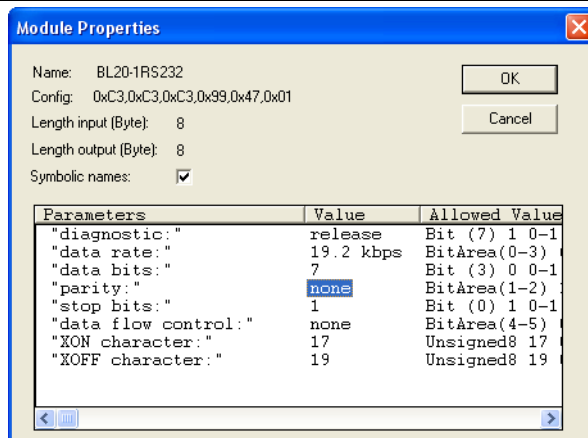 Module Properties
Name: BL20-1RS232
OK
Config: 0xC3,0xC3,0xC3,0x99,0x47,0x01
Length input (Byte): 8
Cancel
Length output (Byte): 8
Symbolic names:
Parameters Value Allowed Value
"diagnostic:" release Bit (7) 1 0-1
"data rate:" 19.2 kbps BitArea(0-3)
"data bits:" 7 Bit (3) 0 0-1
"parity:" none BitArea(1-2)
"stop bits:" 1 Bit (0) 1 0-1
"data flow control:" none BitArea(4-5)
"XON character:" 17 Unsigned8 17
"XOFF character:" 19 Unsigned8 19